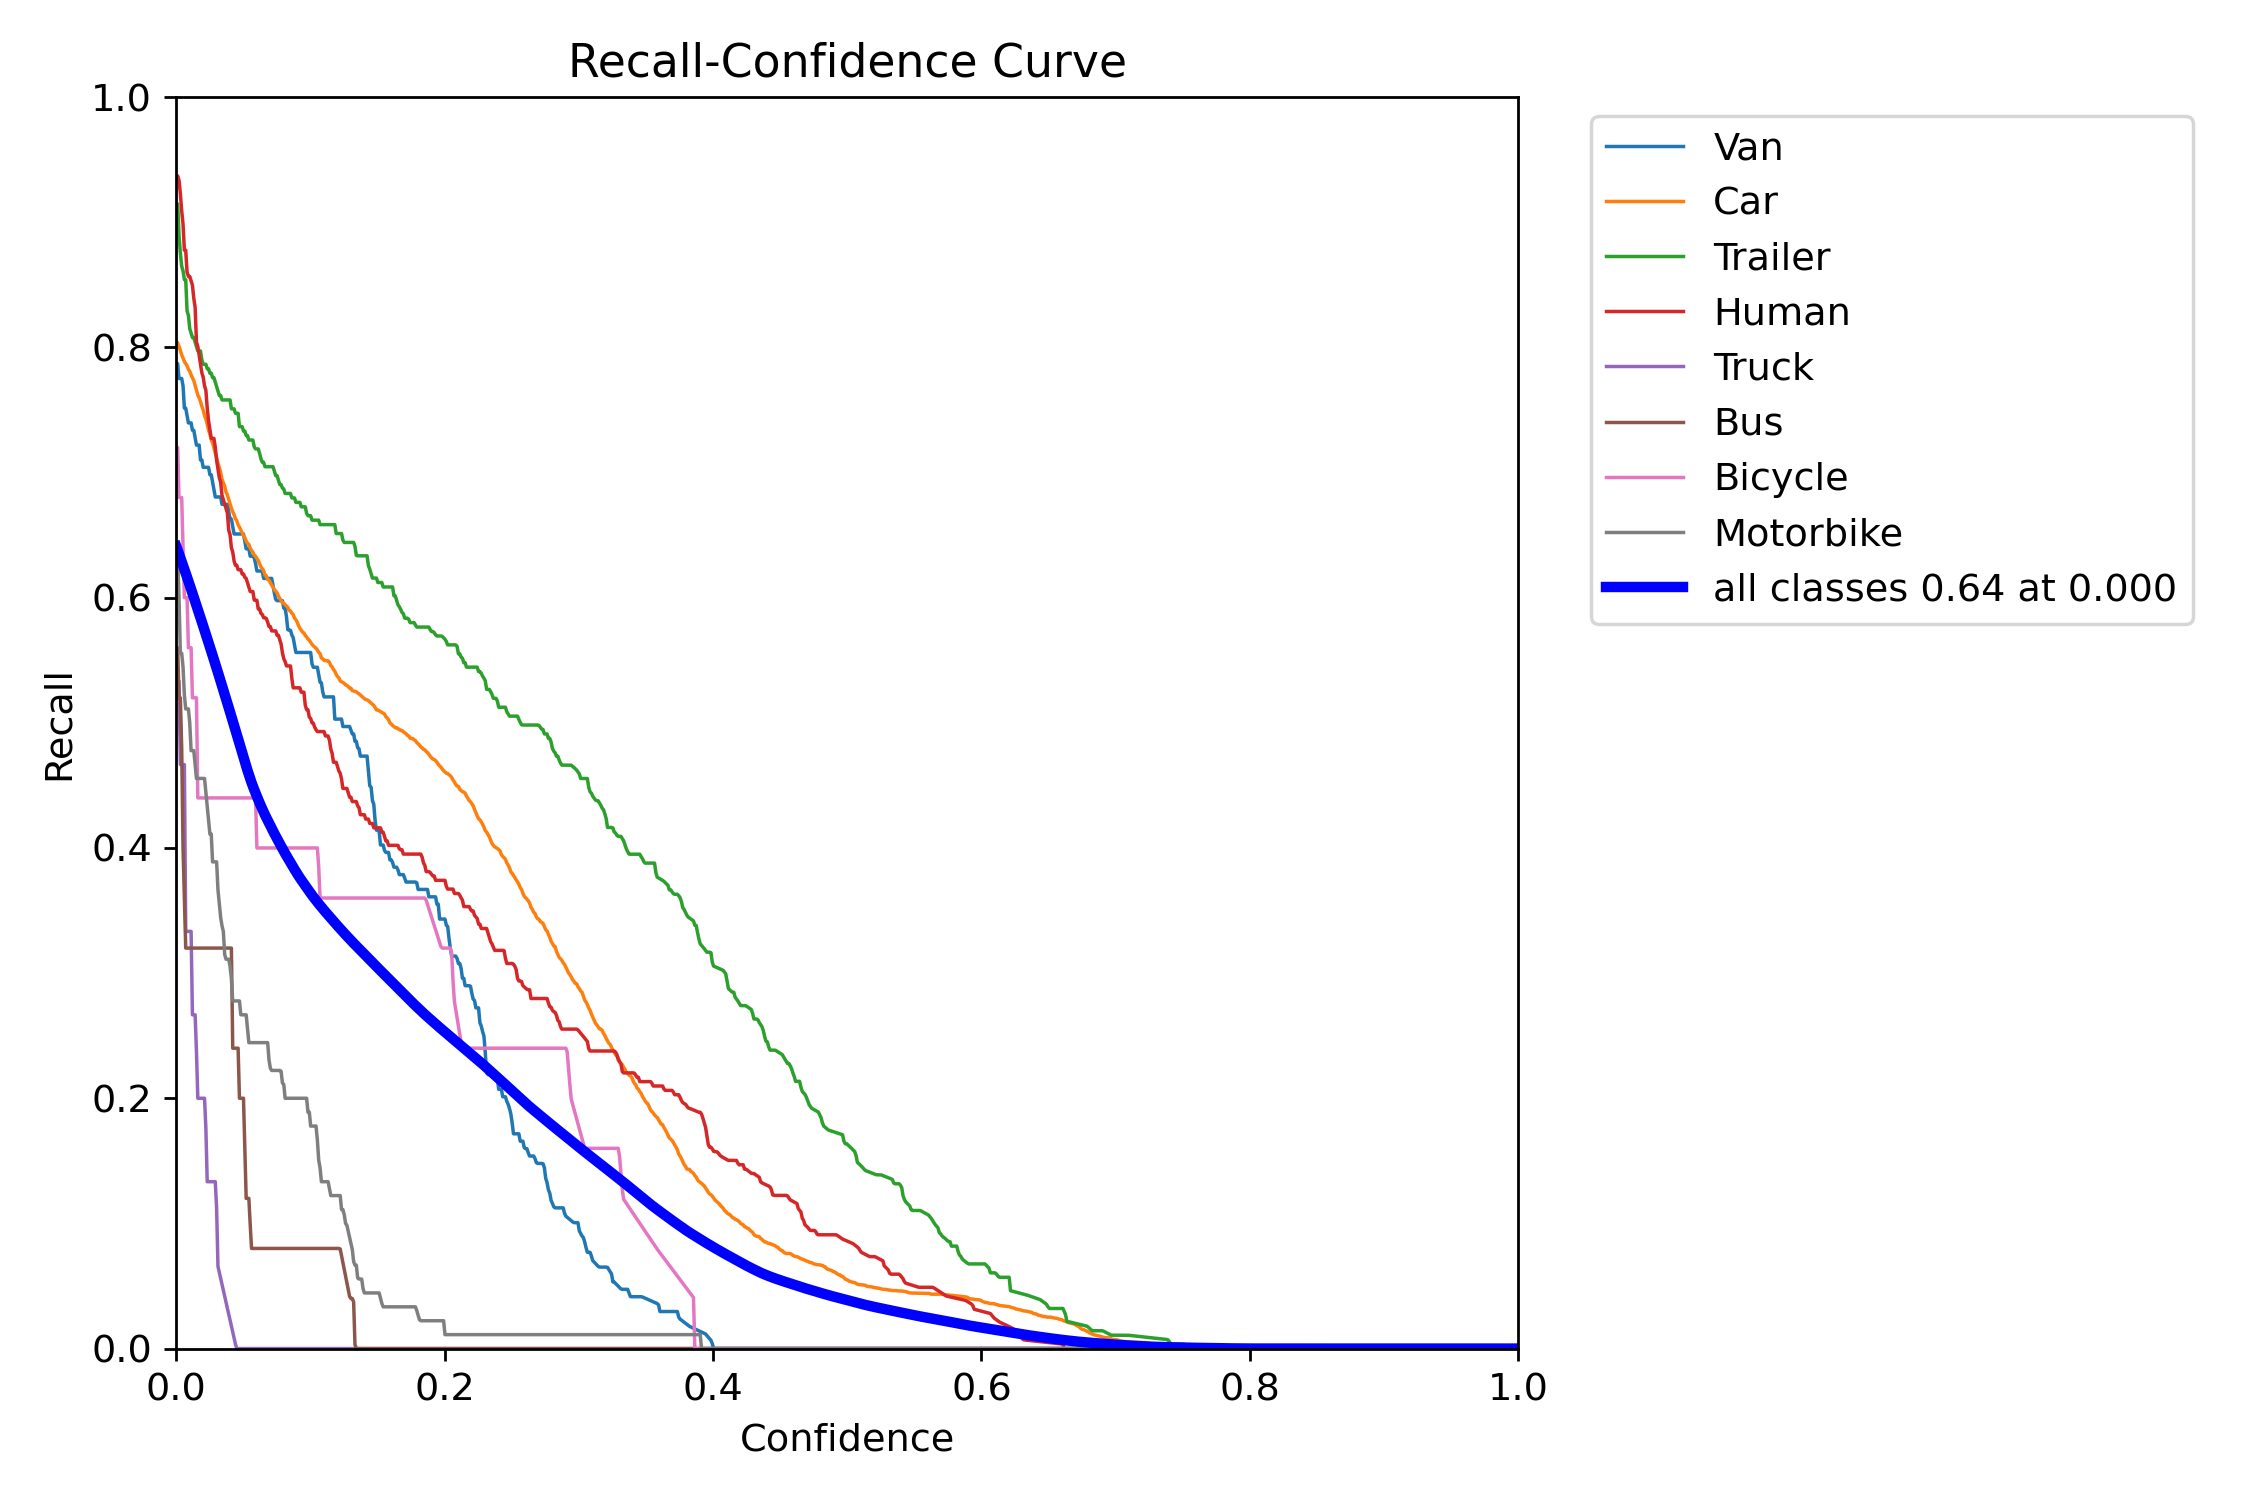 Recall-Confidence Curve
1.0
0.8
0.6
0.4
0.2
0.0
Recall
0.0 0.2 0.4 0.6 0.8 1.0
Confidence
Van
Car
Trailer
Human
Truck
Bus
Bicycle
Motorbike
all classes 0.64 at 0.000